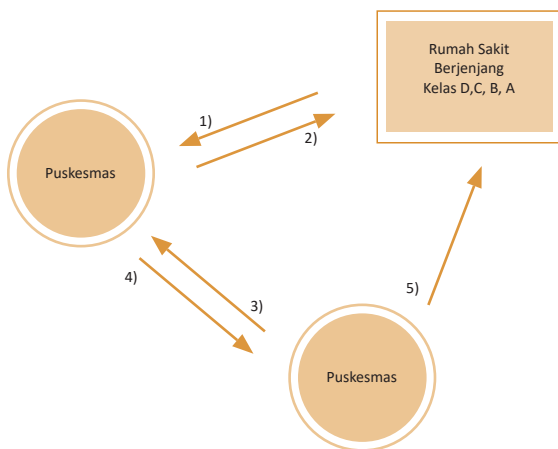 Rumah Sakit
Berjenjang
Kelas D,C, B, A
1)
2)
Puskesmas
4)
3)
5)
Puskesmas